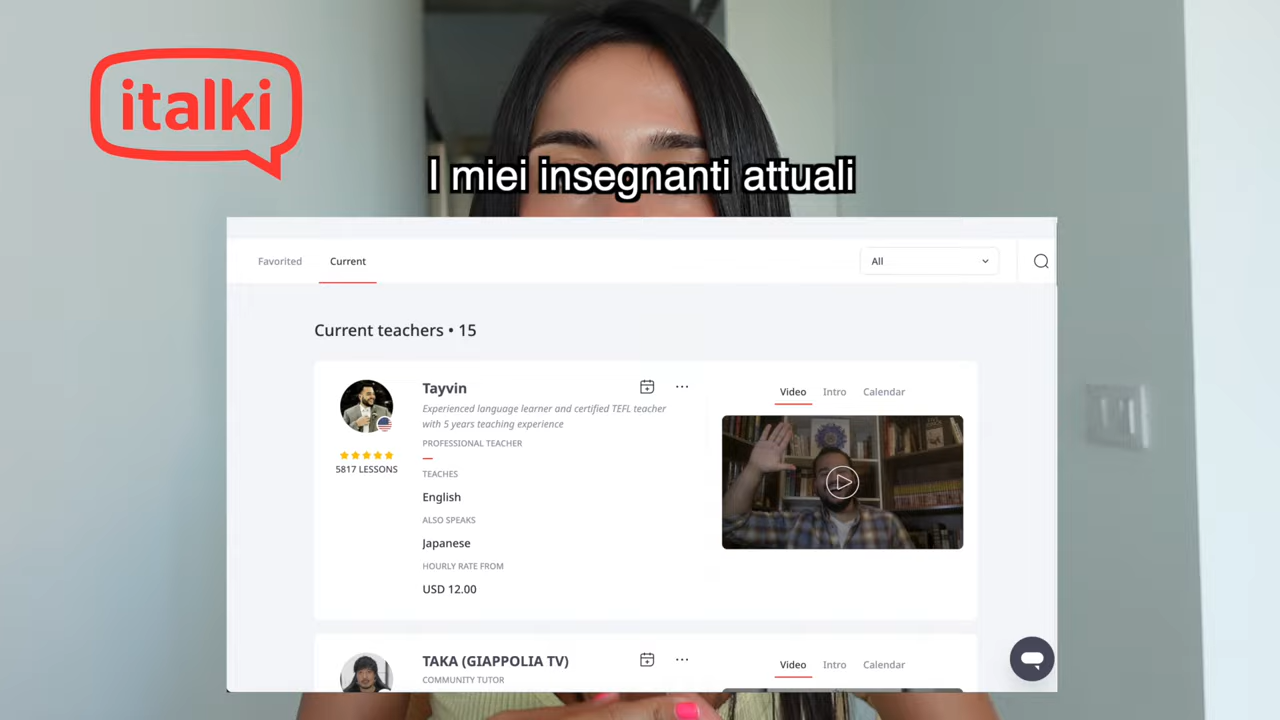 italki
I miei insegnanti attuali
Favorited
Current
All
Current teachers • 15
Tayvin
Experienced language learner and certified TEFL teacher
with 5 years teaching experience
PROFESSIONAL TEACHER
5817 LESSONS
TEACHES
English
ALSO SPEAKS
Japanese
HOURLY RATE FROM
USD 12.00
Video
Intro
Calendar
TAKA (GIAPPOLIA TV)
COMMUNITY TUTOR
Video
Intro
Calendar